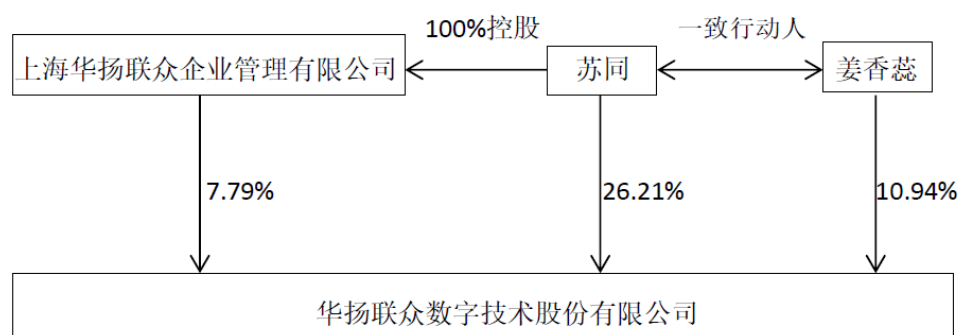 100%控股
一致行动人
上海华扬联众企业管理有限公司
苏同
姜香蕊
7.79%
26.21%
10.94%
华扬联众数字技术股份有限公司